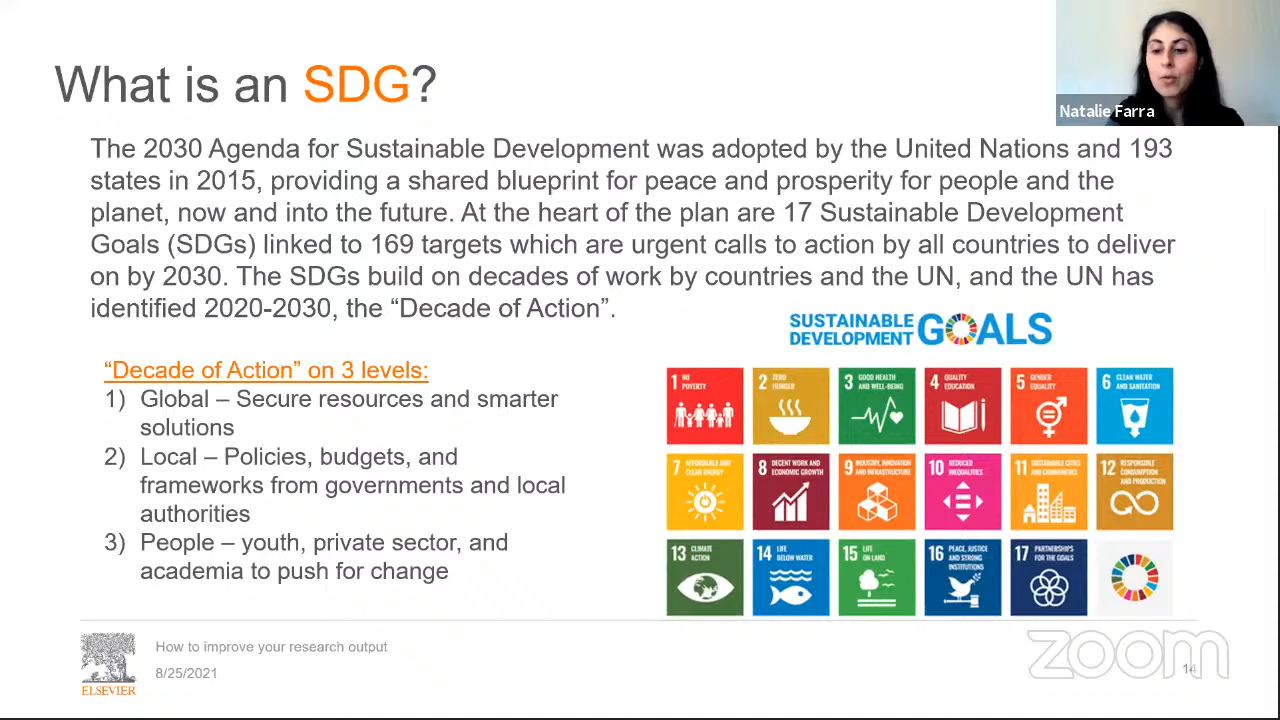 What is an SDG?
Natalie Farra
The 2030 Agenda for Sustainable Development was adopted by the United Nations and 193
states in 2015, providing a shared blueprint for peace and prosperity for people and the
planet, now and into the future. At the heart of the plan are 17 Sustainable Development
Goals (SDGs) linked to 169 targets which are urgent calls to action by all countries to deliver
on by 2030. The SDGs build on decades of work by countries and the UN, and the UN has
identified 2020-2030, the “Decade of Action”.
SUSTAINABLE
DEVELOPMENT GOALS
“Decade of Action” on 3 levels:
1) Global – Secure resources and smarter
solutions
2) Local – Policies, budgets, and
frameworks from governments and local
authorities
3) People – youth, private sector, and
academia to push for change
1 NO
POVERTY
2 ZERO
HUNGER
3 GOOD HEALTH
AND WELL-BEING
4 QUALITY
EDUCATION
5 GENDER
EQUALITY
6 CLEAN WATER
AND SANITATION
7 AFFORDABLE AND
CLEAN ENERGY
8 DECENT WORK AND
ECONOMIC GROWTH
9 INDUSTRY, INNOVATION
AND INFRASTRUCTURE
10 REDUCED
INEQUALITIES
11 SUSTAINABLE CITIES
AND COMMUNITIES
12 RESPONSIBLE
CONSUMPTION
AND PRODUCTION
13 CLIMATE
ACTION
14 LIFE
BELOW WATER
15 LIFE
ON LAND
16 PEACE, JUSTICE
AND STRONG
INSTITUTIONS
17 PARTNERSHIPS
FOR THE GOALS
ELSEVIER
How to improve your research output
8/25/2021
zoom
14